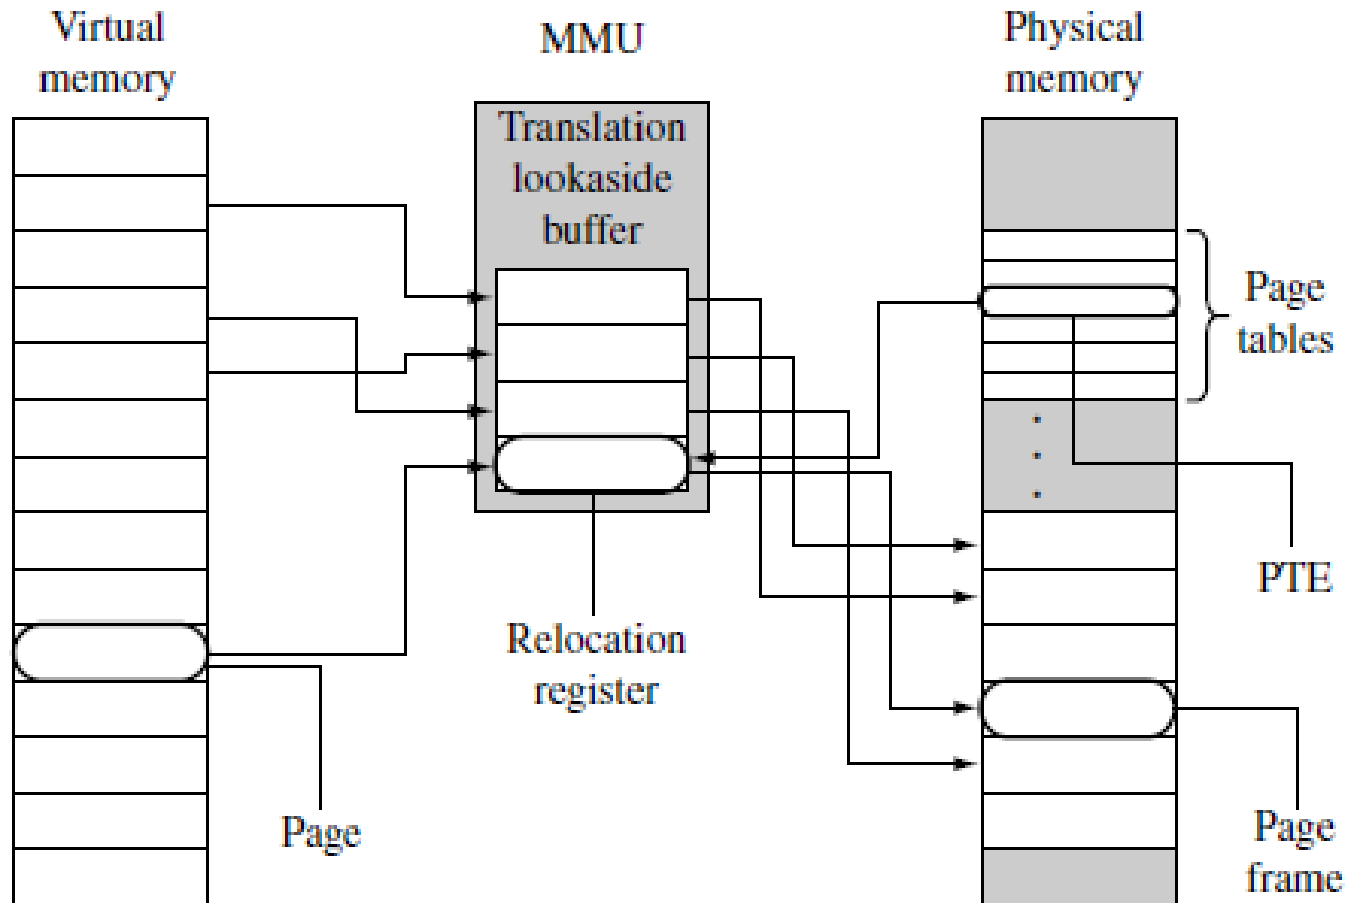 Virtual
memory
MMU
Physical
memory
Translation
lookaside
buffer
Page
tables
PTE
Relocation
register
Page
Page
frame